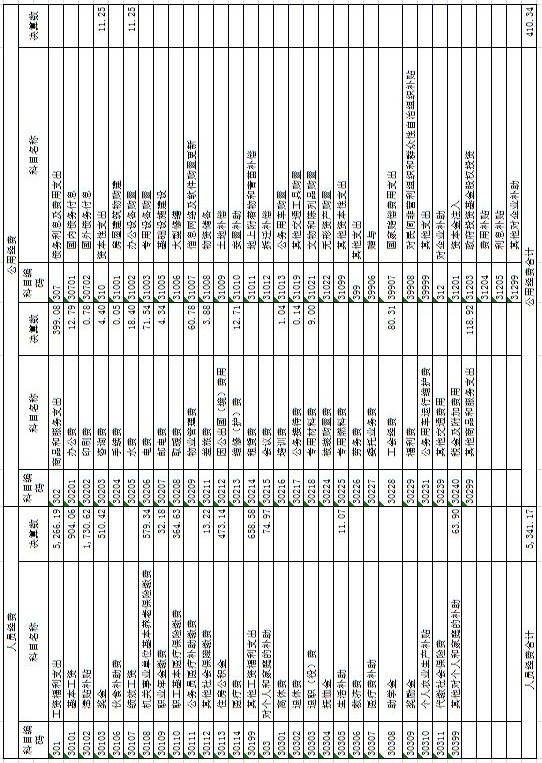 人员经费 公用经费
科目编码 科目名称 决算数 科目编码 科目名称 决算数 科目编码 科目名称 决算数
301 工资福利支出 5,266.19 302 商品和服务支出 399.08 307 债务利息及费用支出
30101 基本工资 904.06 30201 办公费 12.79 30701 国内债务付息
30102 津贴补贴 1,730.62 30202 印刷费 0.78 30702 国外债务付息
30103 奖金 510.42 30203 咨询费 4.40 310 资本性支出 11.25
30106 伙食补助费 30204 手续费 0.05 31001 房屋建筑物购建
30107 绩效工资 30205 水费 18.40 31002 办公设备购置 11.25
30108 机关事业单位基本养老保险缴费 579.34 30206 电费 71.54 31003 专用设备购置
30109 职业年金缴费 32.18 30207 邮电费 4.34 31005 基础设施建设
30110 职工基本医疗保险缴费 364.63 30208 取暖费 31006 大型修缮
30111 公务员医疗补助缴费 30209 物业管理费 60.78 31007 信息网络及软件购置更新
30112 其他社会保障缴费 13.22 30211 差旅费 3.88 31008 物资储备
30113 住房公积金 473.14 30212 因公出国（境）费用 31009 土地补偿
30114 医疗费 30213 维修（护）费 12.71 31010 安置补助
30199 其他工资福利支出 658.58 30214 租赁费 31011 地上附着物和青苗补偿
303 对个人和家庭的补助 74.97 30215 会议费 31012 拆迁补偿
30301 离休费 30216 培训费 1.04 31013 公务用车购置
30302 退休费 30217 公务接待费 0.14 31019 其他交通工具购置
30303 退职（役）费 30218 专用材料费 9.00 31021 文物和陈列品购置
30304 抚恤金 30224 被装购置费 31022 无形资产购置
30305 生活补助 11.07 30225 专用燃料费 31099 其他资本性支出
30306 救济费 30226 劳务费 399 其他支出
30307 医疗费补助 30227 委托业务费 39906 赠与
30308 助学金 30228 工会经费 80.31 39907 国家赔偿费用支出
30309 奖励金 30229 福利费 39908 对民间非营利组织和群众性自治组织补贴
30310 个人农业生产补贴 30231 公务用车运行维护费 39999 其他支出
30311 代缴社会保险费 30239 其他交通费用 312 对企业补助
30399 其他对个人和家庭的补助 63.90 30240 税金及附加费用 31201 资本金注入
30299 其他商品和服务支出 118.92 31203 政府投资基金股权投资
31204 费用补贴
31205 利息补贴
31299 其他对企业补助
人员经费合计 5,341.17 公用经费合计 410.34